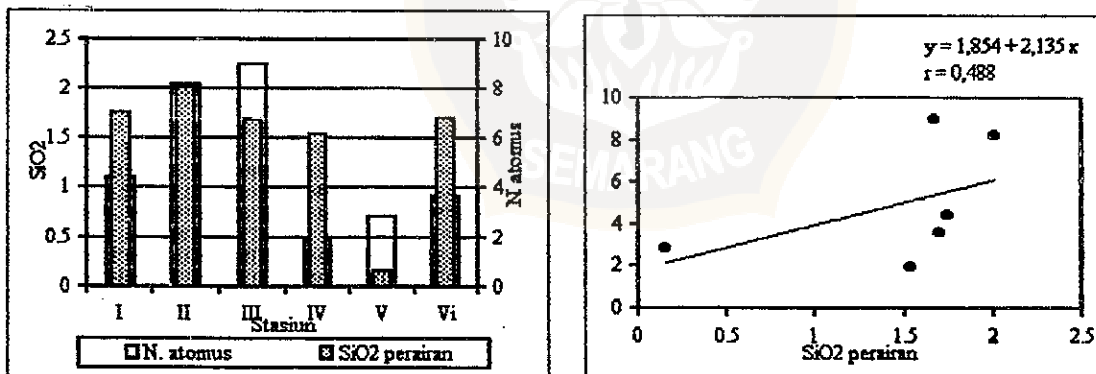 2.5
2
1.5
1
0.5
0
SiO2
10
8
6
4
2
0
N. atomus
I II III IV V Vi
Stasiun
N. atomus SiO2 perairan
y = 1,854 + 2,135 x
r = 0,488
10
8
6
4
2
0
0 0.5 1 1.5 2 2.5
SiO2 perairan
SEMARANG